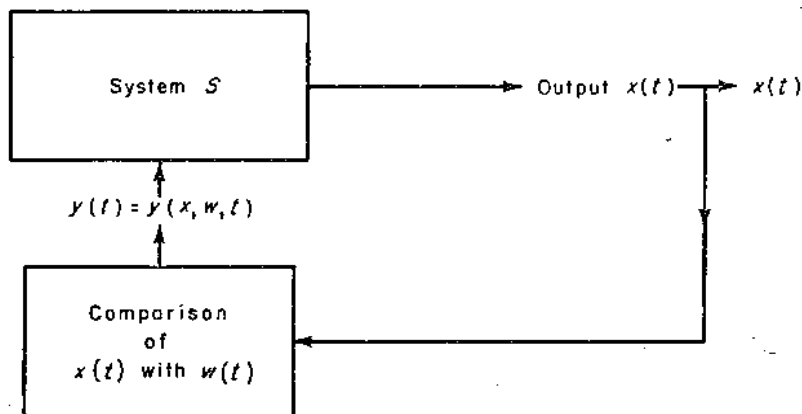 System S
Output x(t)
x(t)
y(t) = y(x, w, t)
Comparison
of
x(t) with w(t)